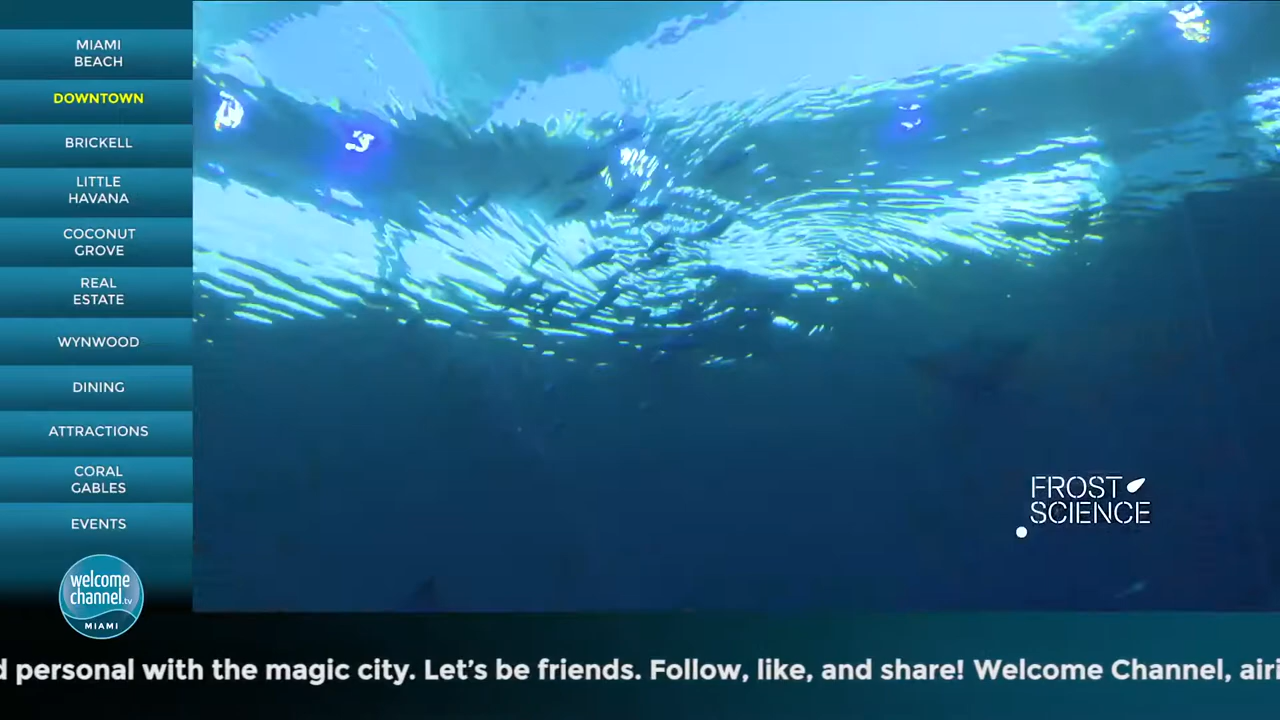 MIAMI
BEACH
DOWNTOWN
BRICKELL
LITTLE
HAVANA
COCONUT
GROVE
REAL
ESTATE
WYNWOOD
DINING
ATTRACTIONS
CORAL
GABLES
EVENTS
welcome
channel.tv
MIAMI
FROST
SCIENCE
personal with the magic city. Let's be friends. Follow, like, and share! Welcome Channel,